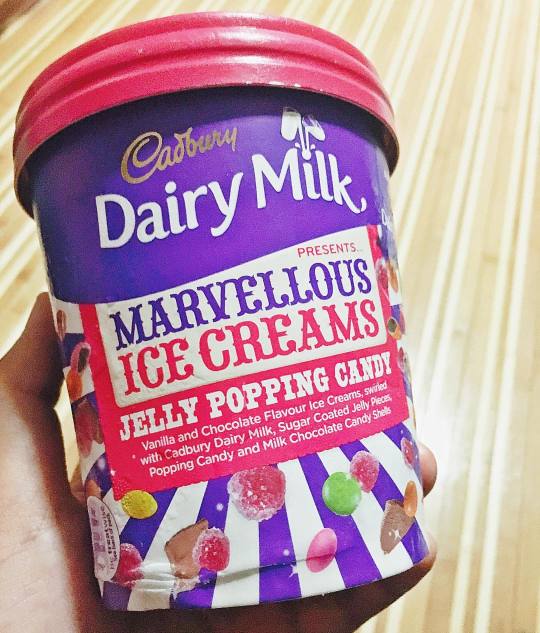 Cadbury
Dairy Milk
PRESENTS...
MARVELLOUS
ICE CREAMS
JELLY POPPING CANDY
Vanilla and Chocolate Flavour Ice Creams, swirled
with Cadbury Dairy Milk, Sugar Coated Jelly Pieces,
Popping Candy and Milk Chocolate Candy Shells